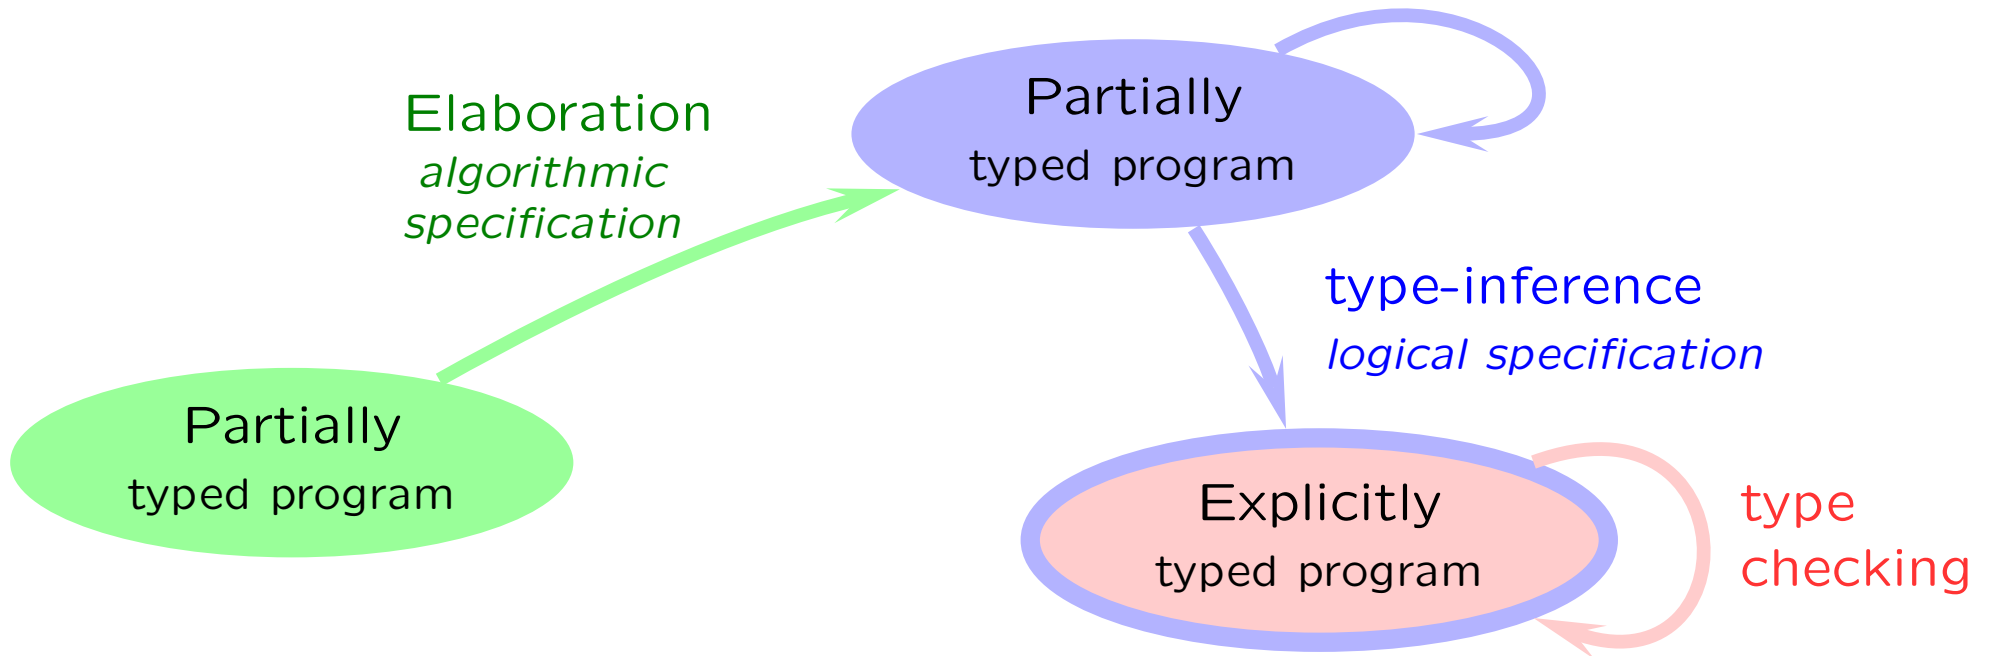 Partially
typed program
Elaboration
algorithmic
specification
type-inference
logical specification
Partially
typed program
Explicitly
typed program
type
checking